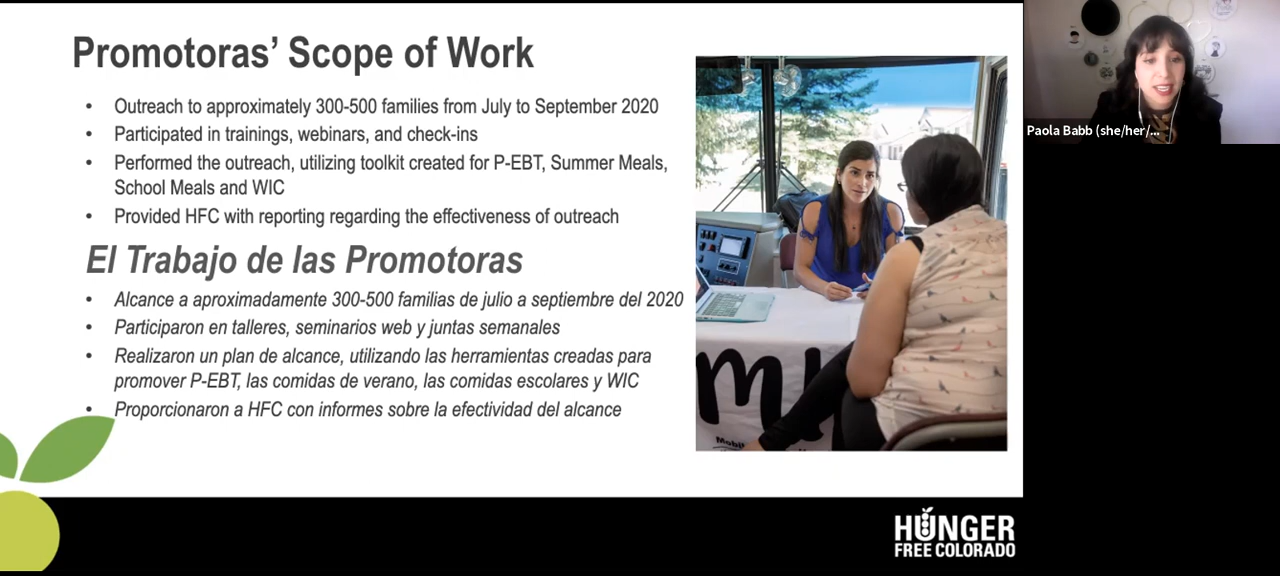 Promotoras’ Scope of Work
• Outreach to approximately 300-500 families from July to September 2020
• Participated in trainings, webinars, and check-ins
• Performed the outreach, utilizing toolkit created for P-EBT, Summer Meals,
School Meals and WIC
• Provided HFC with reporting regarding the effectiveness of outreach
El Trabajo de las Promotoras
• Alcance a aproximadamente 300-500 familias de julio a septiembre del 2020
• Participaron en talleres, seminarios web y juntas semanales
• Realizaron un plan de alcance, utilizando las herramientas creadas para
promover P-EBT, las comidas de verano, las comidas escolares y WIC
• Proporcionaron a HFC con informes sobre la efectividad del alcance
Paola Babb (she/her/...
HUNGER
FREE COLORADO